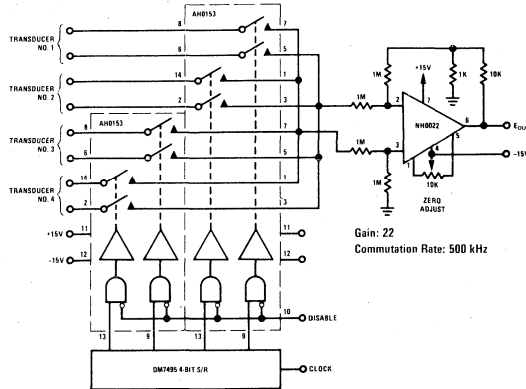 AH0153
TRANSDUCER
NO. 1
8
7
6
5
TRANSDUCER
NO. 2
14
1
2
3
AH0153
TRANSDUCER
NO. 3
8
7
6
5
TRANSDUCER
NO. 4
14
1
2
3
+15V
11
11
-15V
12
12
10
DISABLE
13
9
13
9
DM7495 4-BIT S/R
CLOCK
1M
1M
1M
1M
1K
10K
+15V
7
2
NH0022
6
3
4
5
1
10K
ZERO
ADJUST
-15V
Gain: 22
Commutation Rate: 500 kHz